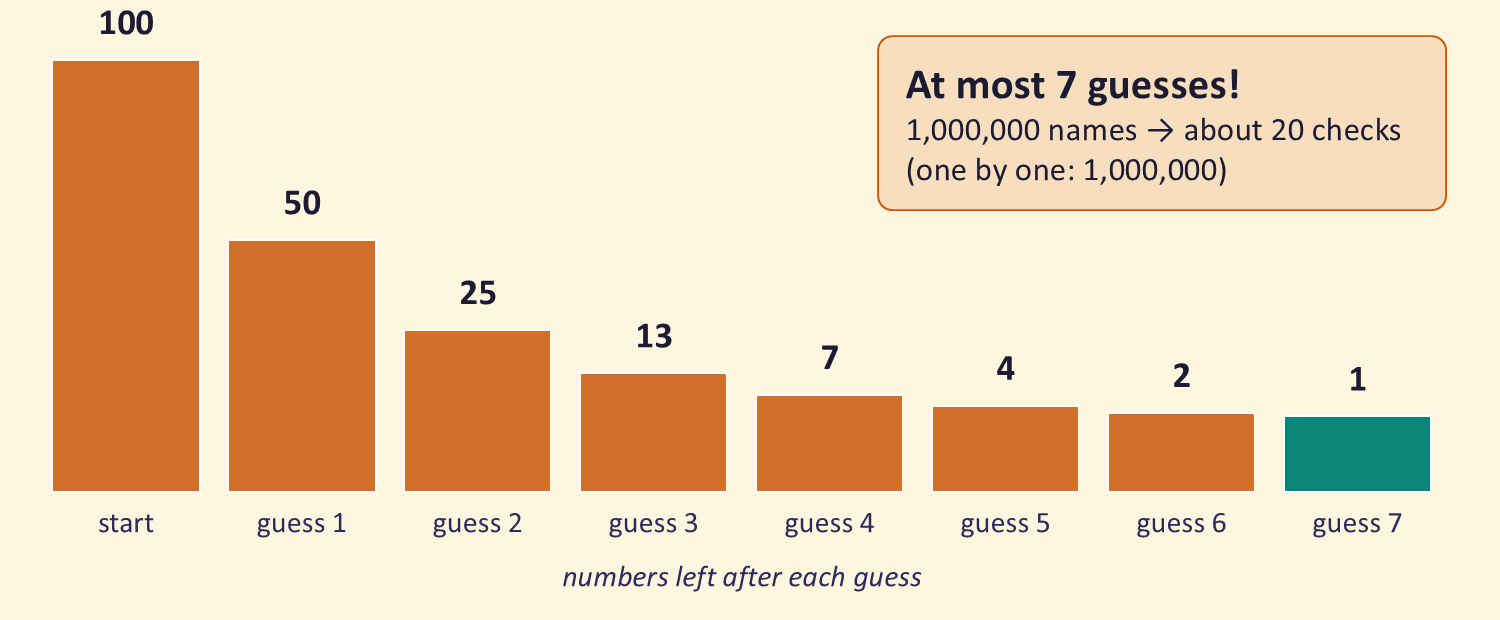 100
50
25
13
7
4
2
1
At most 7 guesses!
1,000,000 names → about 20 checks
(one by one: 1,000,000)
start
guess 1
guess 2
guess 3
guess 4
guess 5
guess 6
guess 7
numbers left after each guess